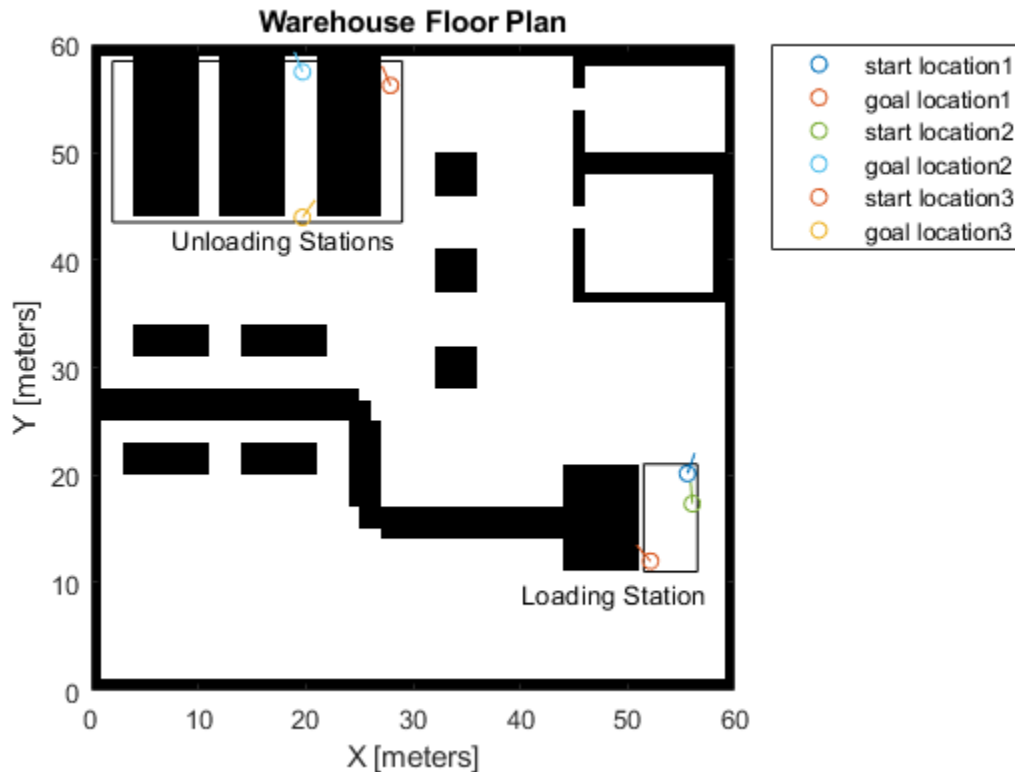 Warehouse Floor Plan
60
50
40
30
20
10
0
Y [meters]
Unloading Stations
Loading Station
0 10 20 30 40 50 60
X [meters]
start location1
goal location1
start location2
goal location2
start location3
goal location3